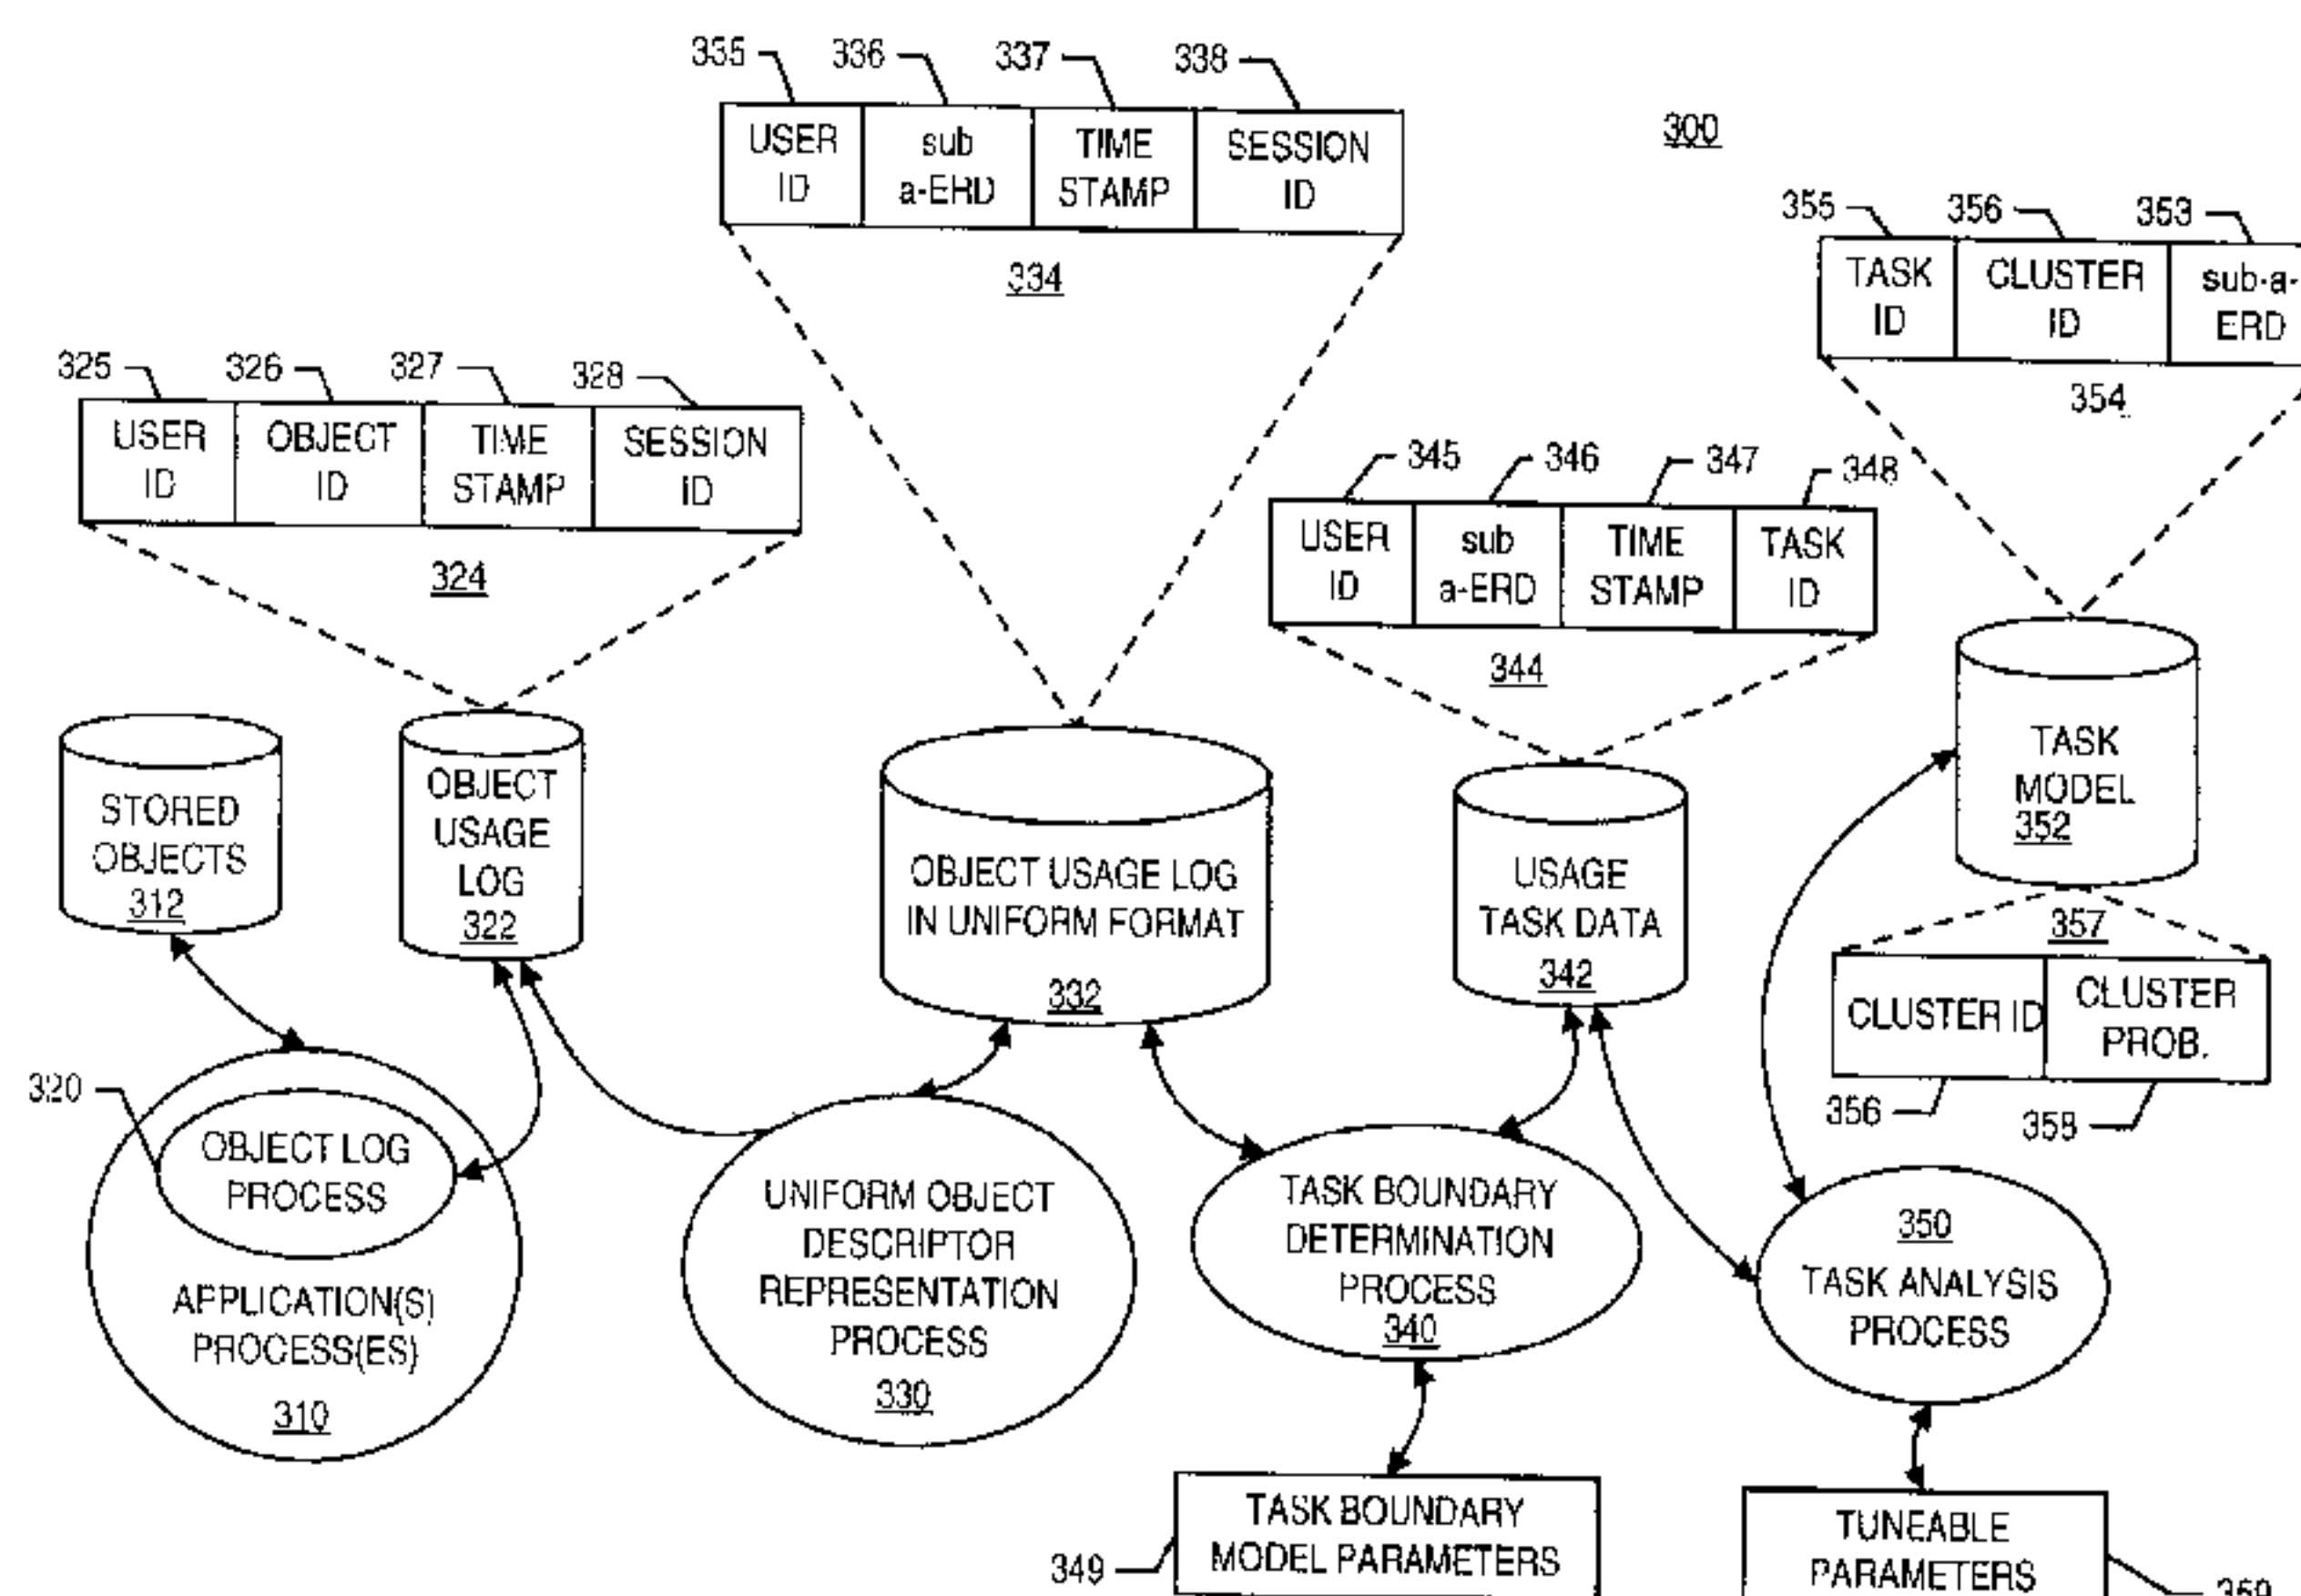 335
336
337
338
USER
ID
sub
a-ERD
TIME
STAMP
SESSION
ID
334
300
355
356
353
TASK
ID
CLUSTER
ID
sub-a-
ERD
354
325
326
327
328
USER
ID
OBJECT
ID
TIME
STAMP
SESSION
ID
324
345
346
347
348
USER
ID
sub
a-ERD
TIME
STAMP
TASK
ID
344
STORED
OBJECTS
312
OBJECT
USAGE
LOG
322
OBJECT USAGE LOG
IN UNIFORM FORMAT
332
USAGE
TASK DATA
342
TASK
MODEL
352
357
CLUSTER ID
CLUSTER
PROB.
356
358
320
OBJECT LOG
PROCESS
APPLICATION(S)
PROCESS(ES)
310
UNIFORM OBJECT
DESCRIPTOR
REPRESENTATION
PROCESS
330
TASK BOUNDARY
DETERMINATION
PROCESS
340
350
TASK ANALYSIS
PROCESS
349
TASK BOUNDARY
MODEL PARAMETERS
TUNEABLE
PARAMETERS
359